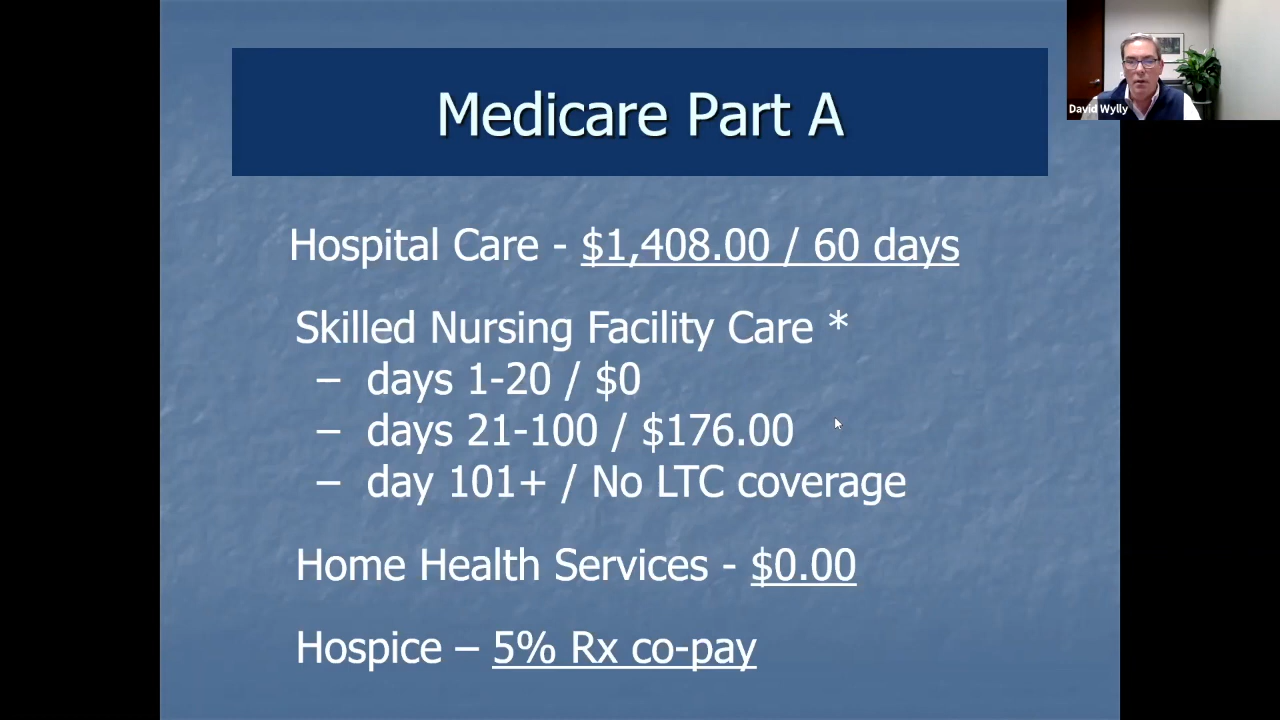 Medicare Part A
David Wylly
Hospital Care - $1,408.00 / 60 days
Skilled Nursing Facility Care *
– days 1-20 / $0
– days 21-100 / $176.00
– day 101+ / No LTC coverage
Home Health Services - $0.00
Hospice – 5% Rx co-pay